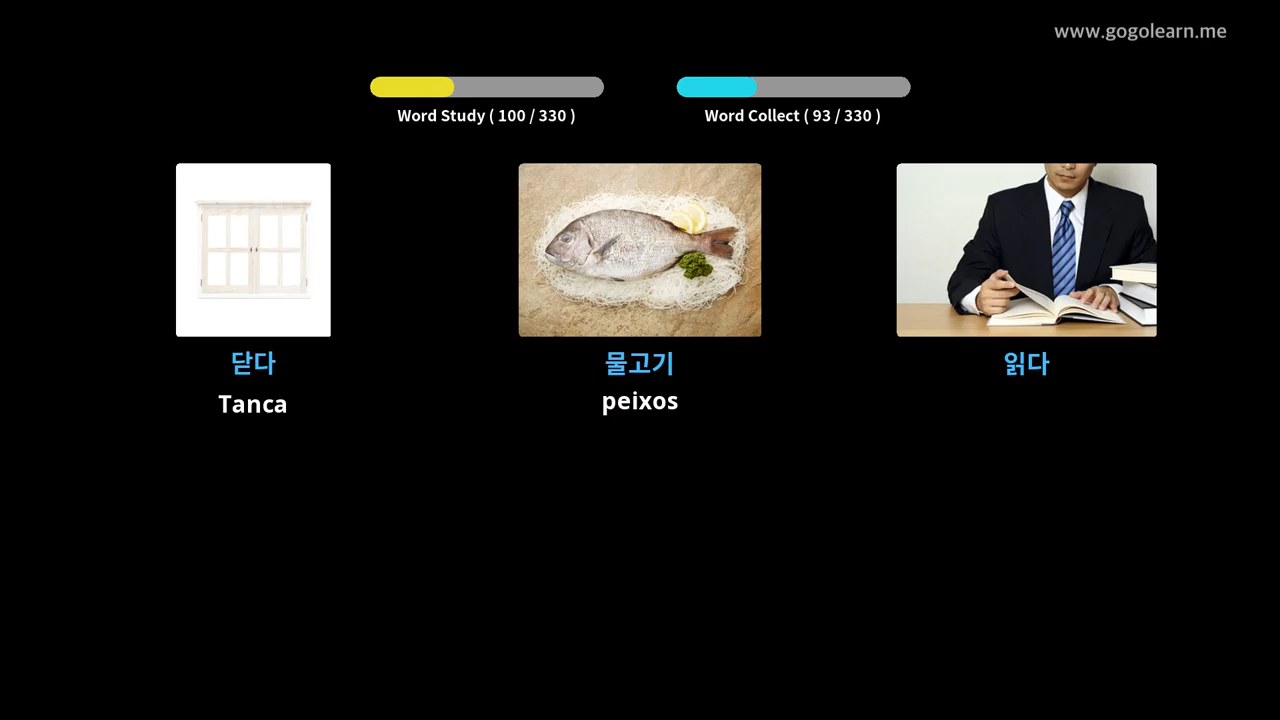 www.gogolearn.me
Word Study ( 100 / 330 )
Word Collect ( 93 / 330 )
닫다
물고기
읽다
Tanca
peixos